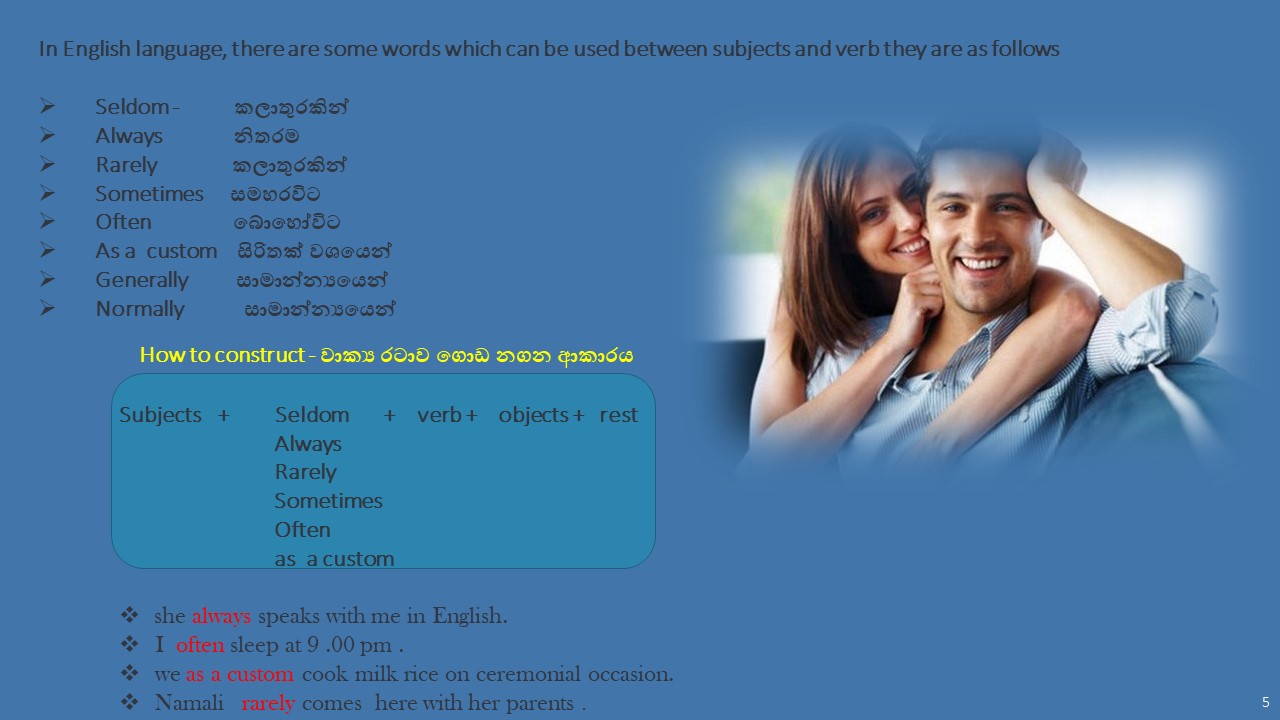 In English language, there are some words which can be used between subjects and verb they are as follows
➢ Seldom - කලාතුරකින්
➢ Always නිතරම
➢ Rarely කලාතුරකින්
➢ Sometimes සමහරවිට
➢ Often බොහෝවිට
➢ As a custom සිරිතක් වශයෙන්
➢ Generally සාමාන්න්‍යයෙන්
➢ Normally සාමාන්න්‍යයෙන්
How to construct - වාක්‍ය රටාව ගොඩ නගන ආකාරය
Subjects + Seldom + verb + objects + rest
Always
Rarely
Sometimes
Often
as a custom
❖ she always speaks with me in English.
❖ I often sleep at 9 .00 pm .
❖ we as a custom cook milk rice on ceremonial occasion.
❖ Namali rarely comes here with her parents .
5